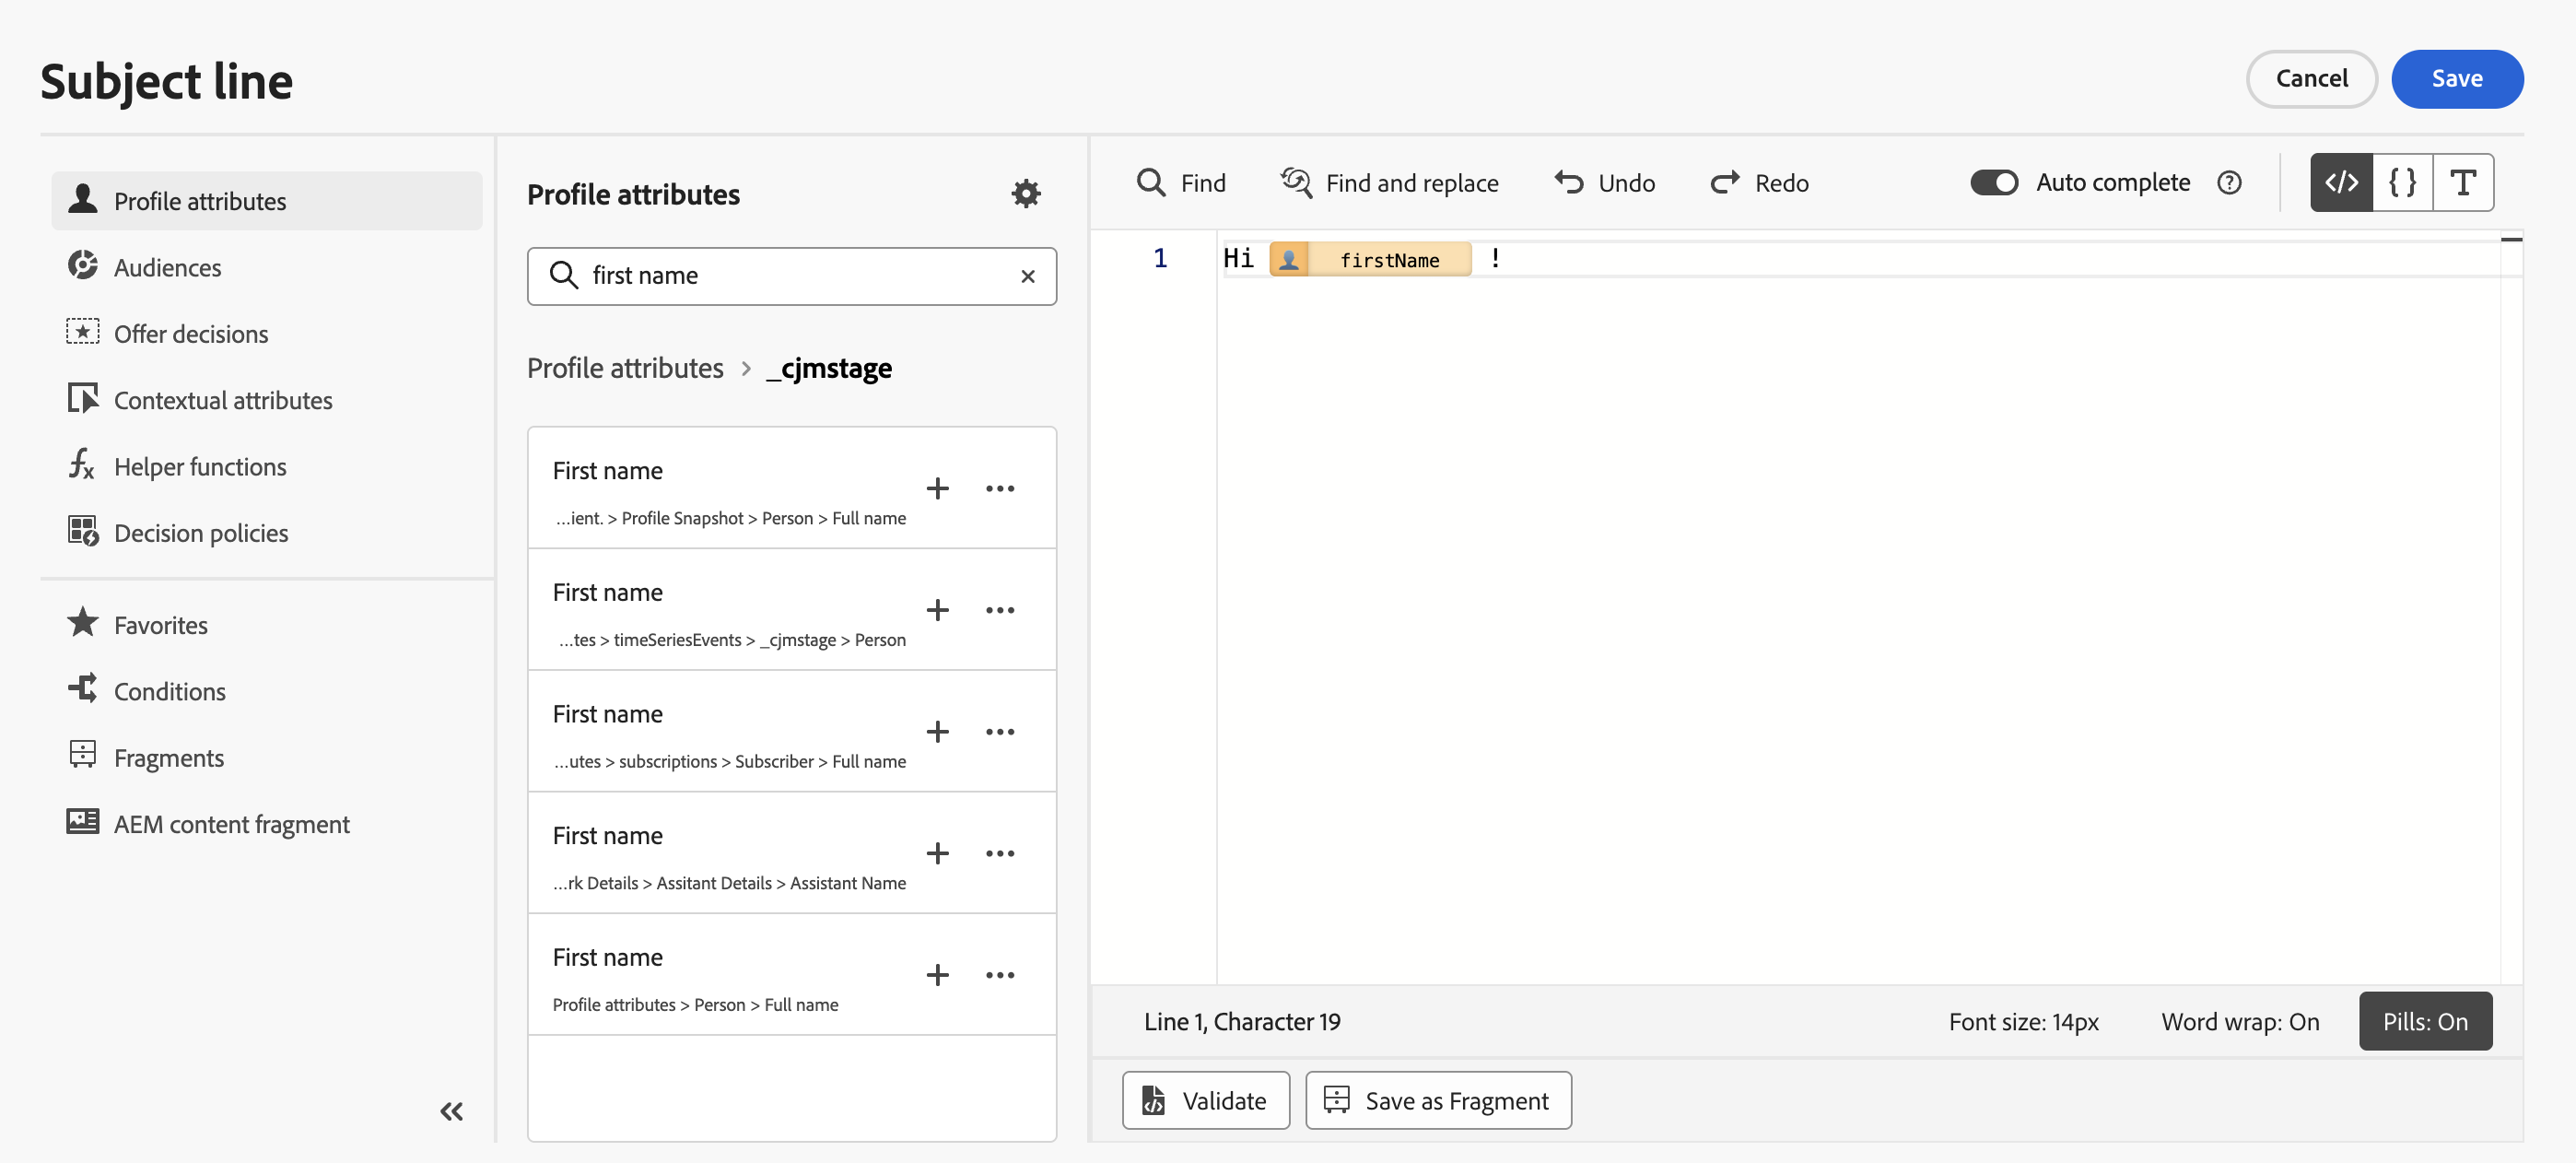 Subject line
Cancel
Save
Profile attributes
Audiences
Offer decisions
Contextual attributes
Helper functions
Decision policies
Favorites
Conditions
Fragments
AEM content fragment
Profile attributes
first name
Profile attributes > _cjmstage
First name
...ient. > Profile Snapshot > Person > Full name
First name
...tes > timeSeriesEvents > _cjmstage > Person
First name
...utes > subscriptions > Subscriber > Full name
First name
...rk Details > Assitant Details > Assistant Name
First name
Profile attributes > Person > Full name
Find
Find and replace
Undo
Redo
Auto complete
1
Hi firstName !
Line 1, Character 19
Font size: 14px
Word wrap: On
Pills: On
Validate
Save as Fragment